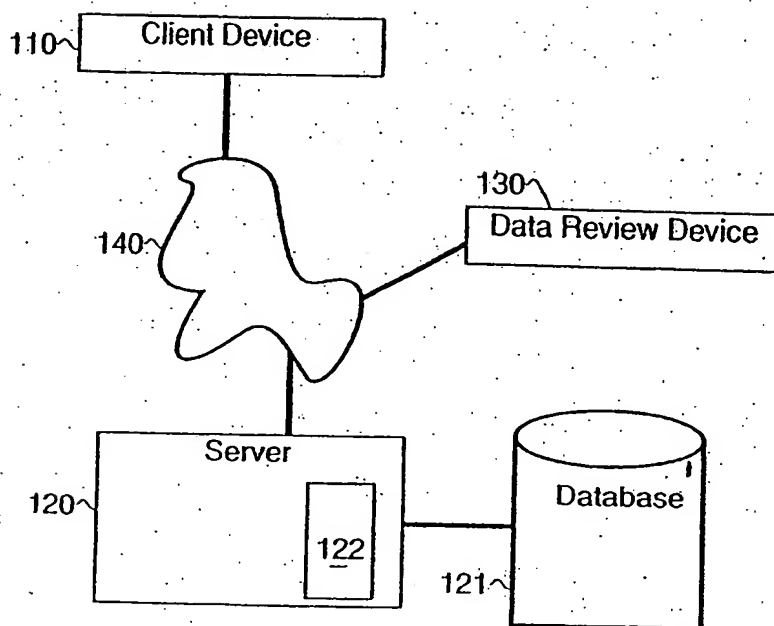 110 Client Device
130
140
Data Review Device
Server
120
122
Database
121